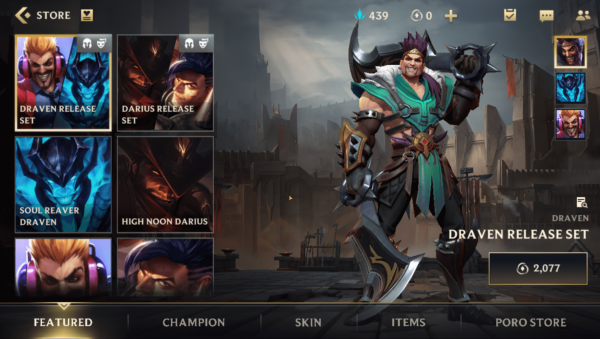 STORE
439
0
DRAVEN RELEASE
SET
DARIUS RELEASE
SET
SOUL REAVER
DRAVEN
HIGH NOON DARIUS
DRAVEN
DRAVEN RELEASE SET
2,077
FEATURED
CHAMPION
SKIN
ITEMS
PORO STORE